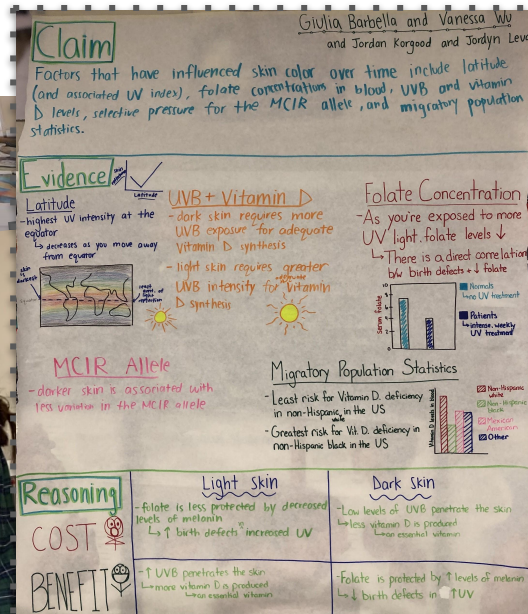 Giulia Barbella and Vanessa Wu
and Jordan Korgood and Jordyn
Claim
Factors that have influenced skin color over time include latitude
(and associated UV index), folate concentrations in blood, UVB and vitamin
D levels, selective pressure for the MC1R allele, and migratory population
statistics.
Evidence
Latitude
Latitude
-highest UV intensity at the
equator
↳ decreases as you move away
from equator
skin is darkest
UVB + Vitamin D
-dark skin requires more
UVB exposure for adequate
Vitamin D synthesis
-light skin requires greater
UVB intensity for adequate vitamin
D synthesis
Folate Concentration
-As you're exposed to more
UV light, folate levels ↓
↳ There is a direct correlation
b/w birth defects + ↓ folate
Serum folate
Normals
↳ no UV treatment
Patients
↳ intense, weekly
UV treatment
MC1R Allele
-darker skin is associated with
less variation in the MC1R allele
Migratory Population Statistics
-Least risk for Vitamin D. deficiency
in non-Hispanic white in the US
-Greatest risk for Vit. D. deficiency in
non-Hispanic black in the US
Vitamin D levels in blood
Non-Hispanic white
Non-Hispanic black
Mexican American
Other
Reasoning
Light Skin
Dark Skin
COST
-folate is less protected by decreased
levels of melanin
↳ ↑ birth defects increased UV
-Low levels of UVB penetrate the skin
↳ less vitamin D is produced
↳ an essential vitamin
BENEFIT
-↑ UVB penetrates the skin
↳ more vitamin D is produced
↳ an essential vitamin
-Folate is protected by ↑ levels of melanin
↳ ↓ birth defects in ↑UV